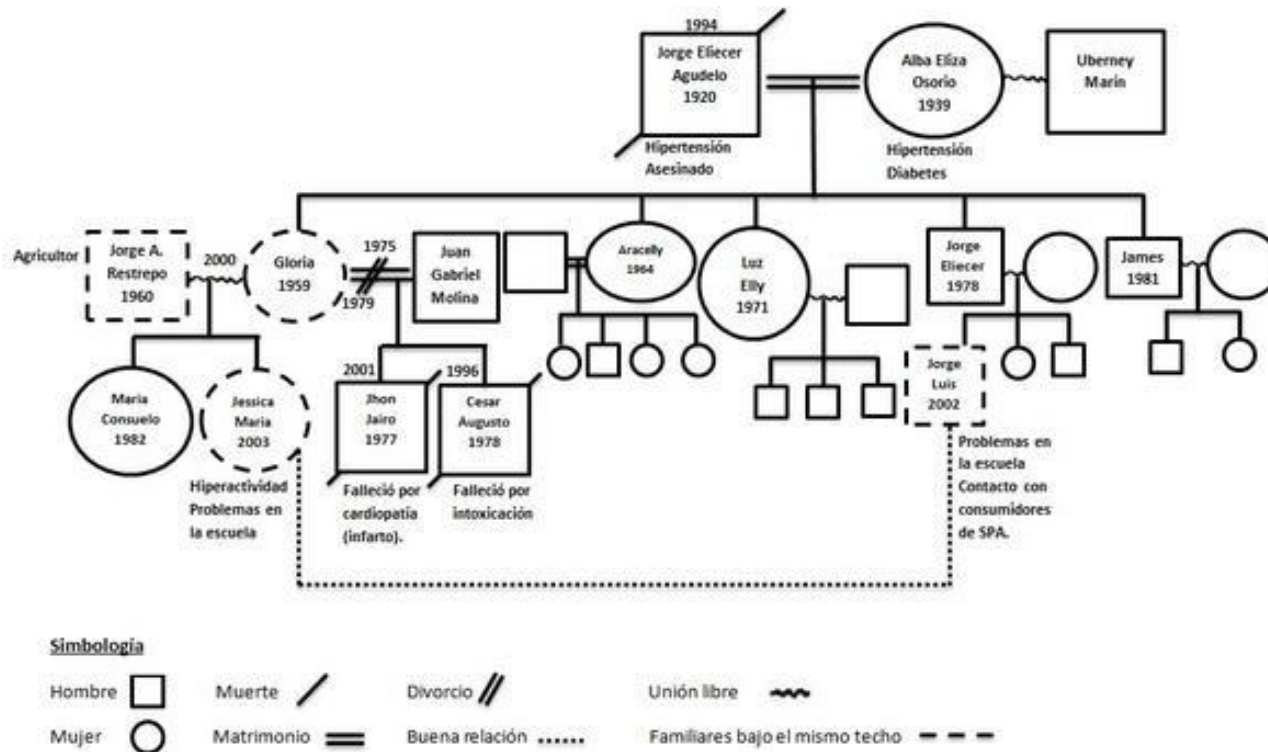 1994
Jorge Eliecer
Agudelo
1920
Hipertensión
Asesinado
Alba Eliza
Osorio
1939
Hipertensión
Diabetes
Uberney
Marín
Agricultor
Jorge A.
Restrepo
1960
2000
Gloria
1959
1975
1979
Juan
Gabriel
Molina
Aracelly
1964
Luz
Elly
1971
Jorge
Eliecer
1978
James
1981
Maria
Consuelo
1982
Jessica
Maria
2003
Hiperactividad
Problemas en
la escuela
2001
Jhon
Jairo
1977
Falleció por
cardiopatía
(infarto).
1996
Cesar
Augusto
1978
Falleció por
intoxicación
Jorge
Luis
2002
Problemas en
la escuela
Contacto con
consumidores
de SPA.
Simbología
Hombre Muerte Divorcio Unión libre
Mujer Matrimonio Buena relación Familiares bajo el mismo techo